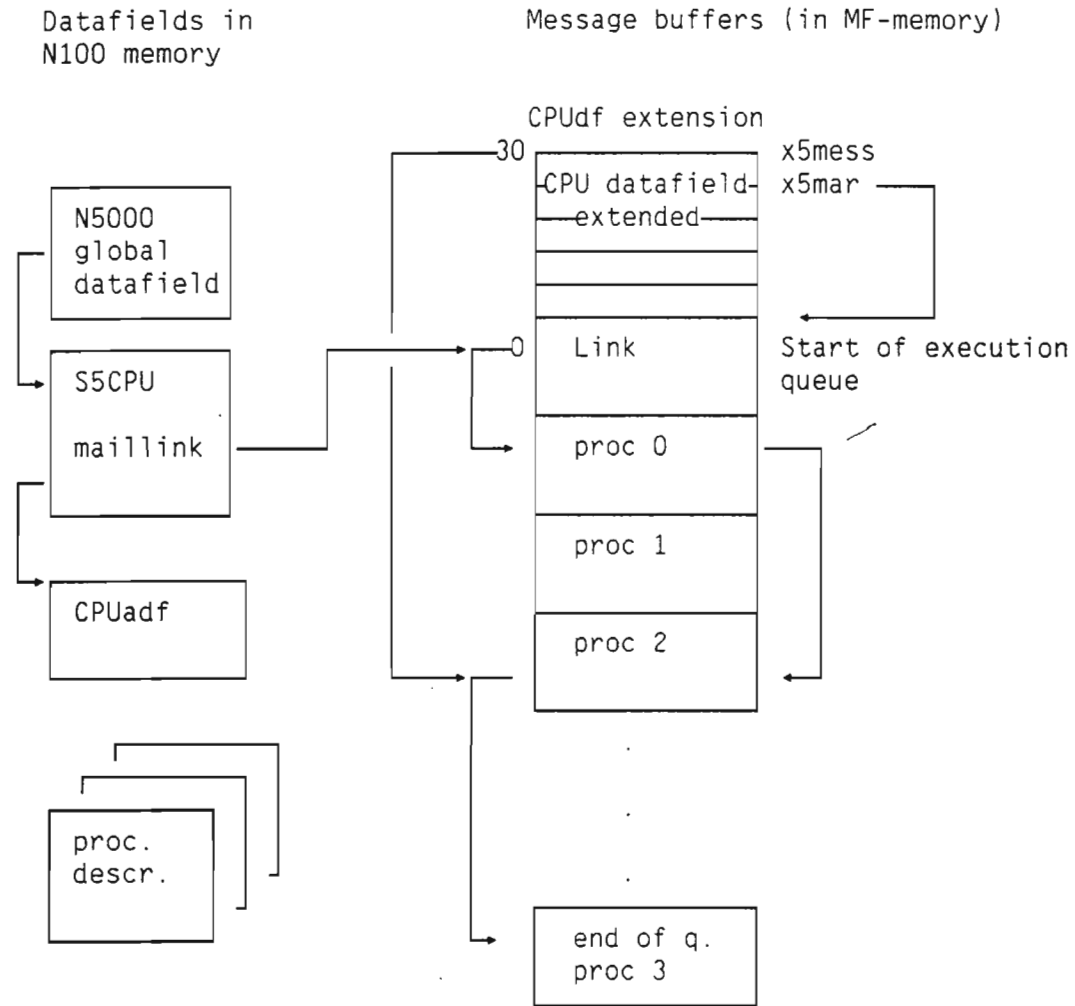 Datafields in
N100 memory
Message buffers (in MF-memory)
CPUdf extension
30
x5mess
CPU datafield
x5mar
extended
N5000
global
datafield
0
Link
Start of execution
queue
S5CPU
maillink
proc 0
proc 1
CPUadf
proc 2
proc.
descr.
end of q.
proc 3